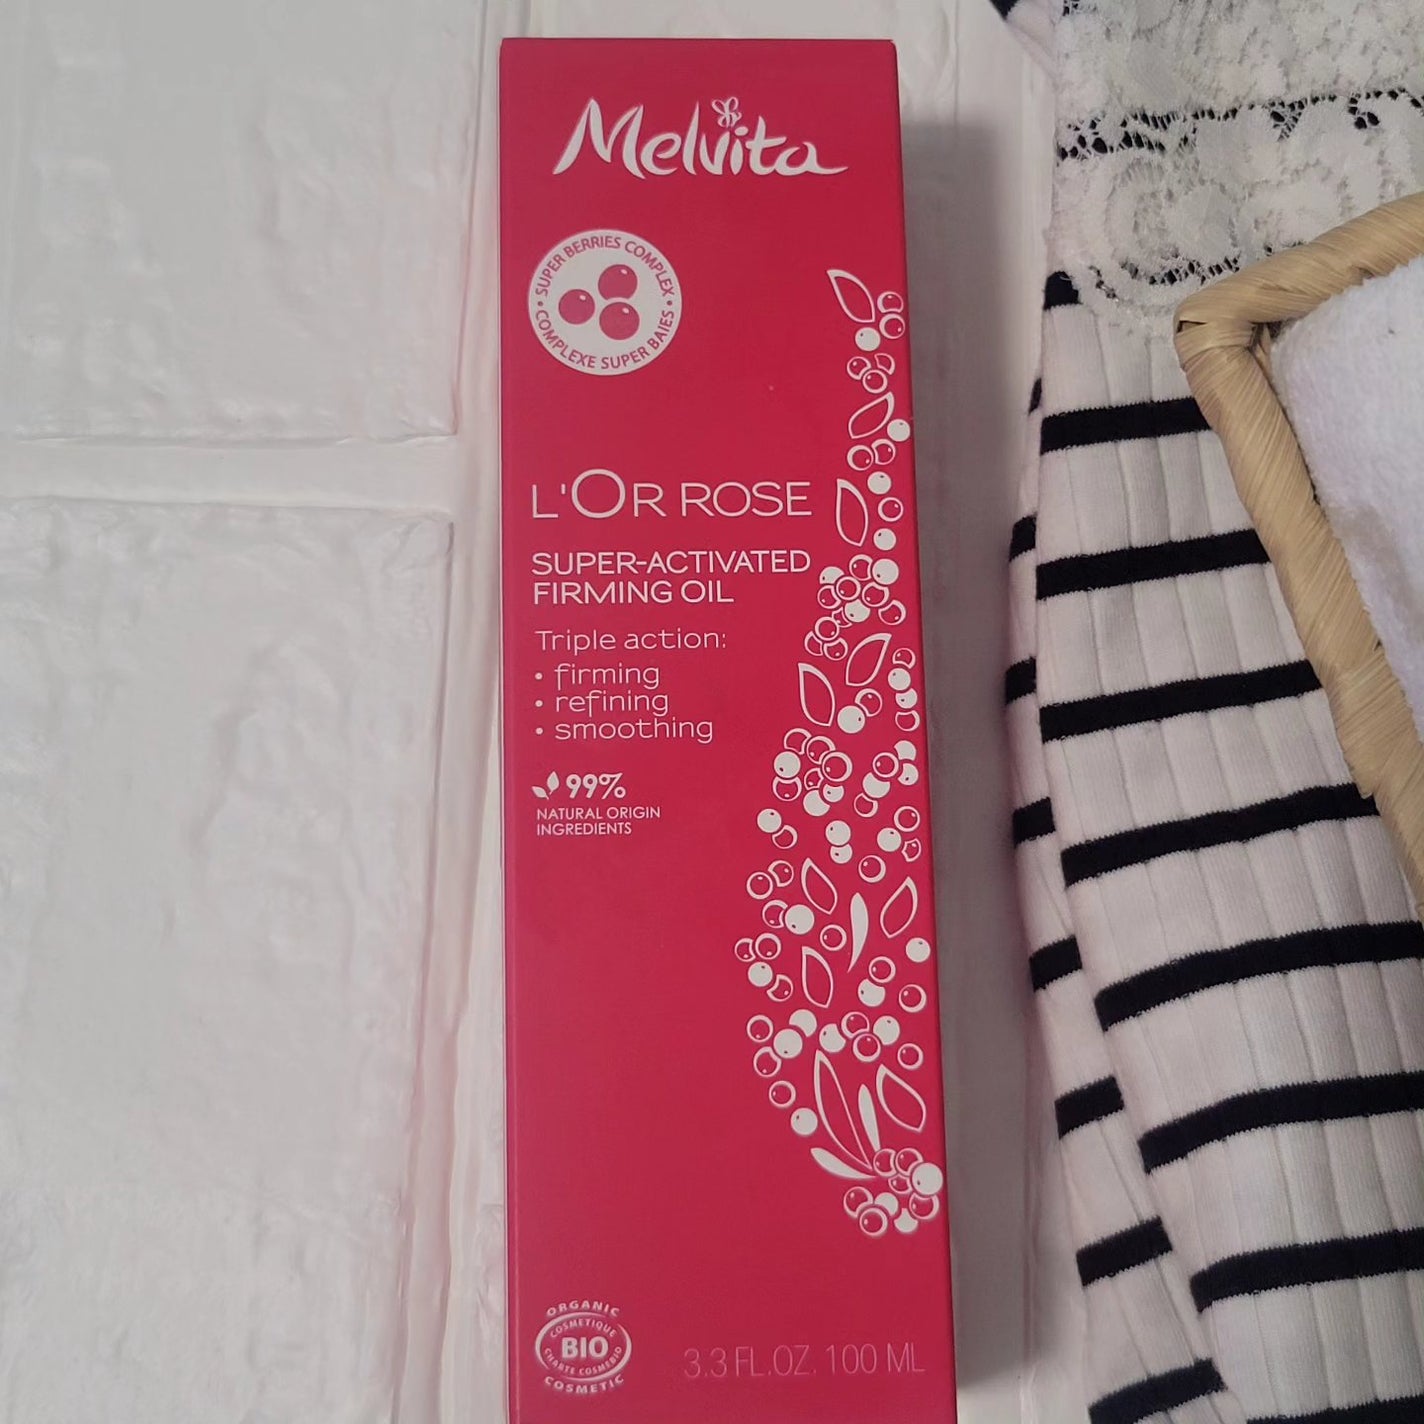 Melvita
SUPER BERRIES COMPLEX
COMPLEXE SUPER BAIES
L'OR ROSE
SUPER-ACTIVATED
FIRMING OIL
Triple action:
• firming
• refining
• smoothing
99%
NATURAL ORIGIN
INGREDIENTS
ORGANIC
COSMETIQUE
BIO
CHARTE COSMEBIO
COSMETIC
3.3 FL.OZ. 100 ML